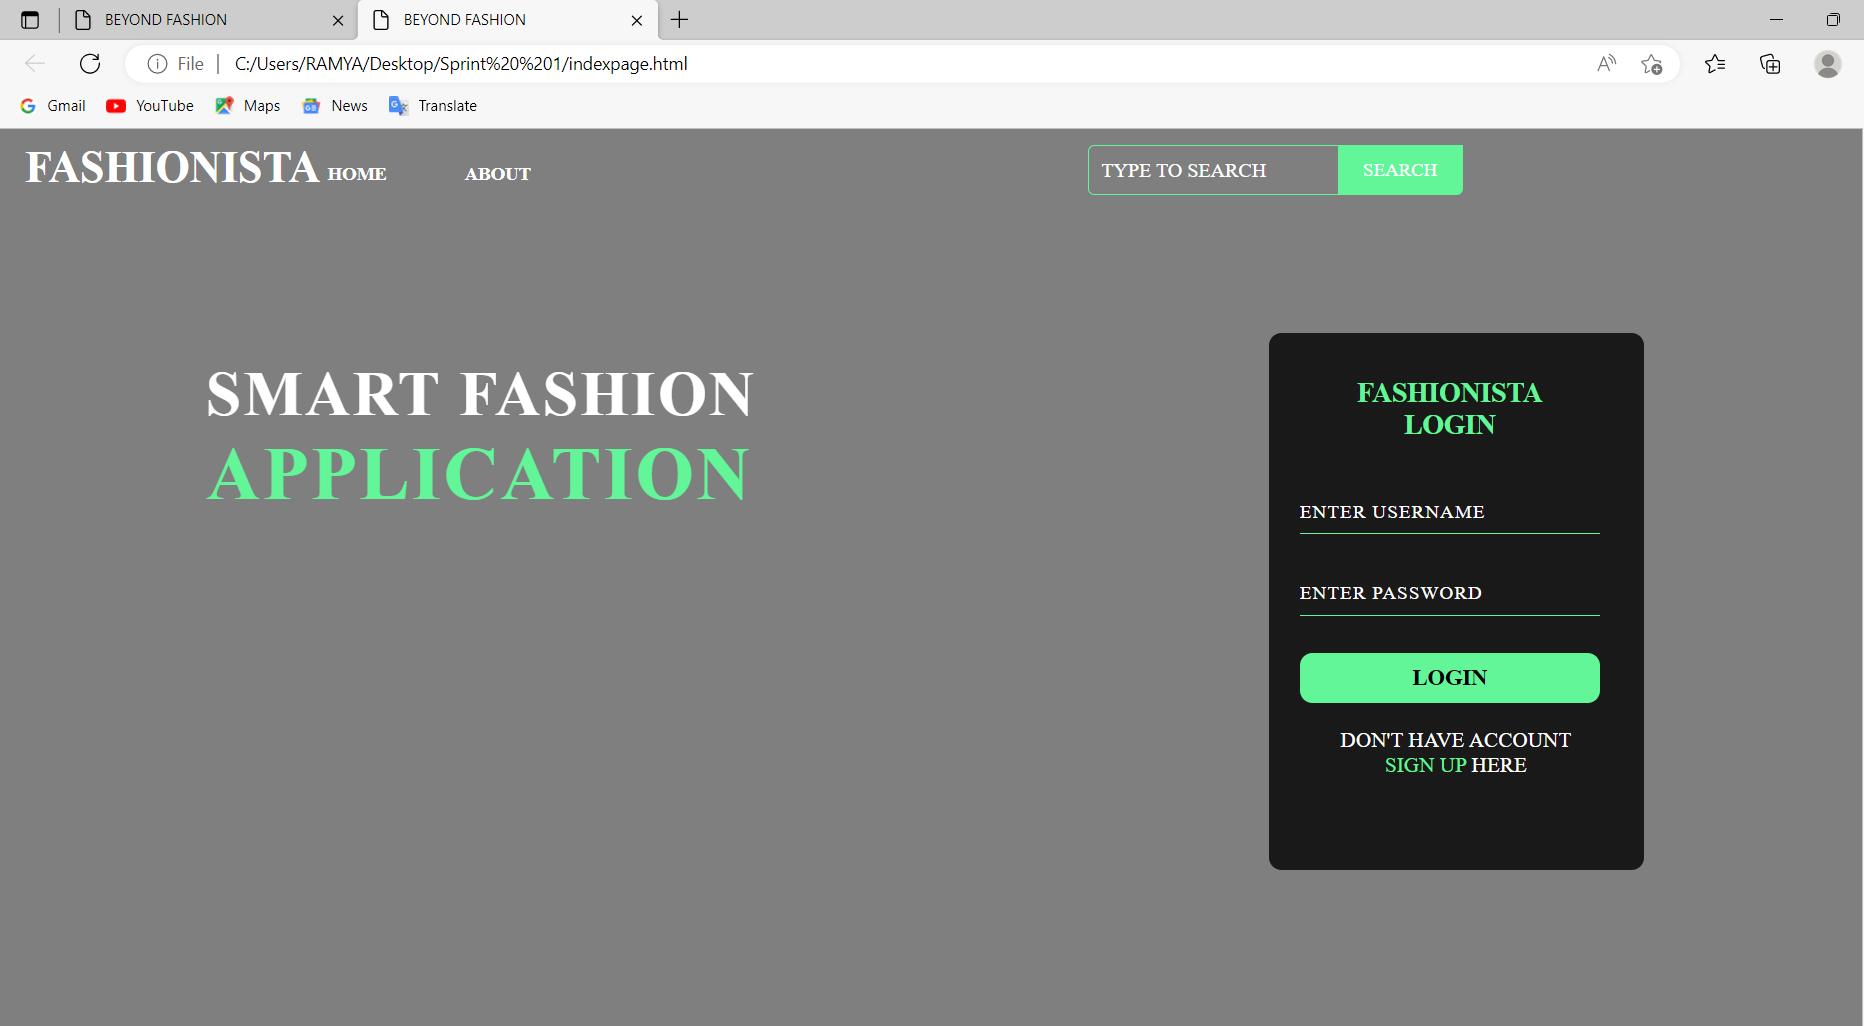 BEYOND FASHION
BEYOND FASHION
File
C:/Users/RAMYA/Desktop/Sprint%20%201/indexpage.html
Gmail
YouTube
Maps
News
Translate
FASHIONISTA HOME ABOUT
TYPE TO SEARCH SEARCH
SMART FASHION
APPLICATION
FASHIONISTA
LOGIN
ENTER USERNAME
ENTER PASSWORD
LOGIN
DON'T HAVE ACCOUNT
SIGN UP HERE